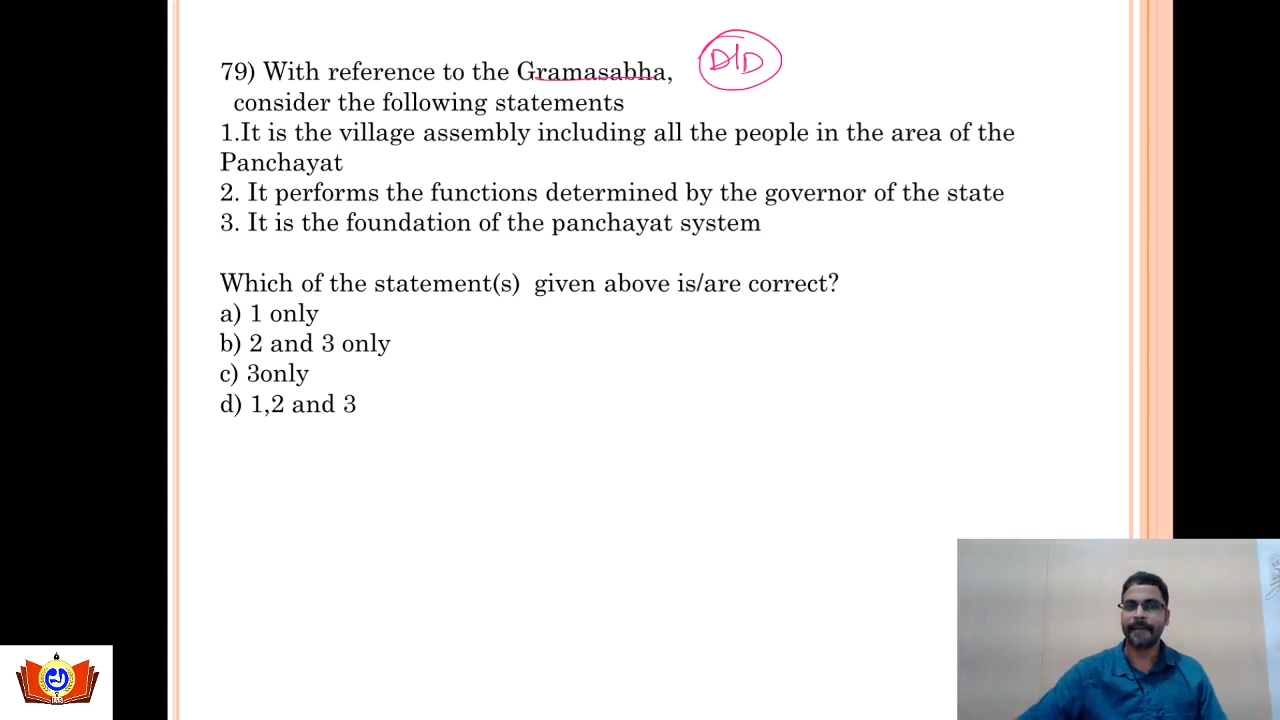 79) With reference to the Gramasabha,
D/D
consider the following statements
1.It is the village assembly including all the people in the area of the
Panchayat
2. It performs the functions determined by the governor of the state
3. It is the foundation of the panchayat system
Which of the statement(s) given above is/are correct?
a) 1 only
b) 2 and 3 only
c) 3only
d) 1,2 and 3